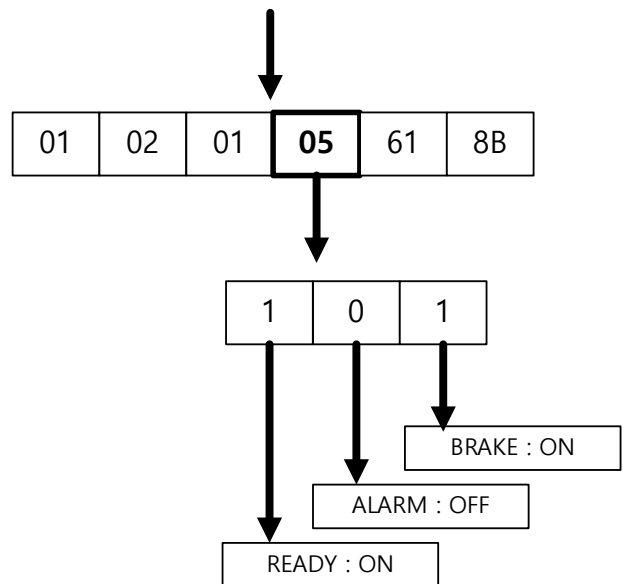 01 02 01 05 61 8B
1 0 1
BRAKE : ON
ALARM : OFF
READY : ON